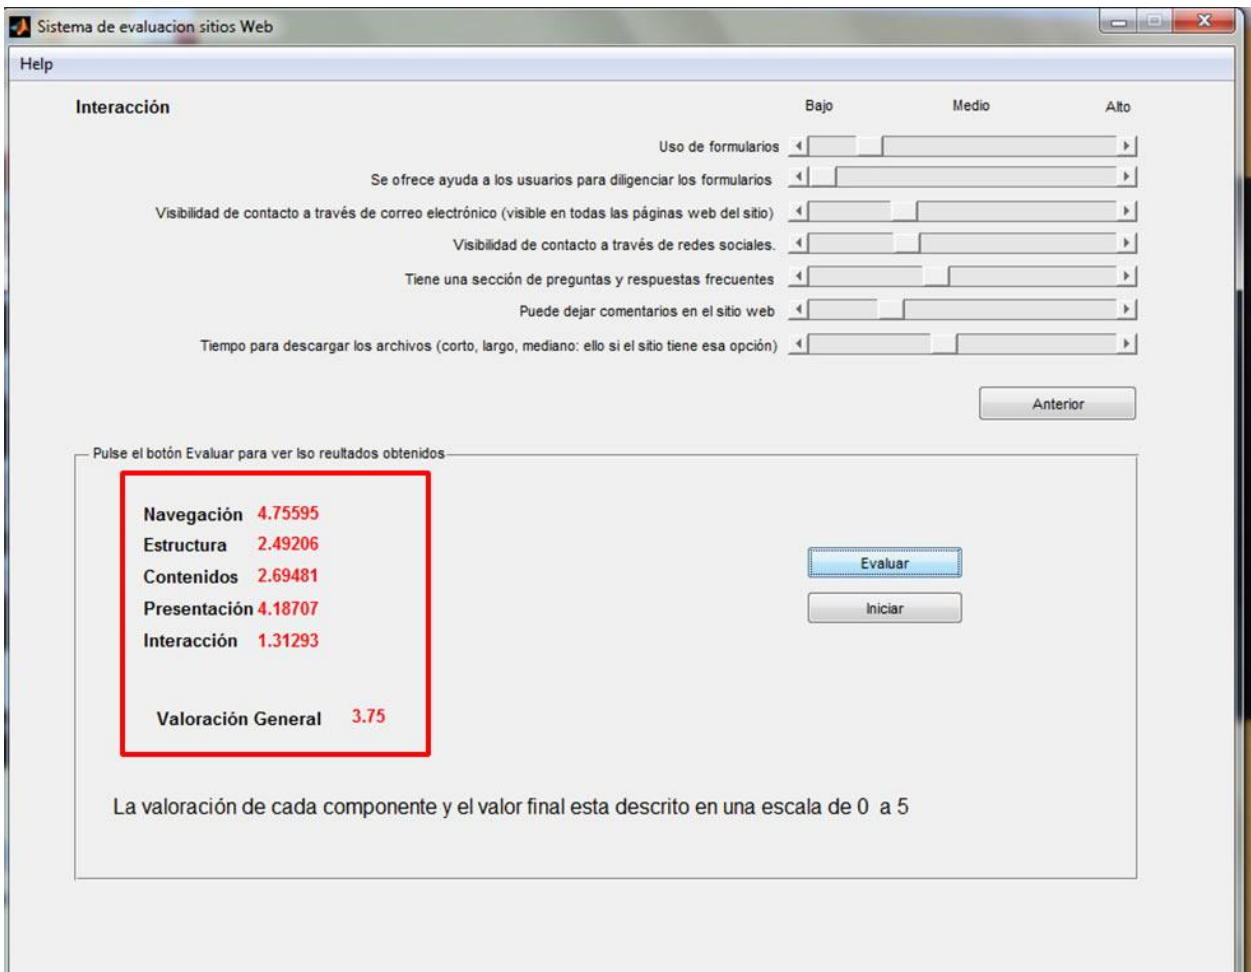 Sistema de evaluacion sitios Web
Help
Interacción Bajo Medio Alto
Uso de formularios
Se ofrece ayuda a los usuarios para diligenciar los formularios
Visibilidad de contacto a través de correo electrónico (visible en todas las páginas web del sitio)
Visibilidad de contacto a través de redes sociales.
Tiene una sección de preguntas y respuestas frecuentes
Puede dejar comentarios en el sitio web
Tiempo para descargar los archivos (corto, largo, mediano: ello si el sitio tiene esa opción)
Anterior
Pulse el botón Evaluar para ver lso reultados obtenidos
Navegación 4.75595
Estructura 2.49206
Contenidos 2.69481
Presentación 4.18707
Interacción 1.31293
Valoración General 3.75
Evaluar
Iniciar
La valoración de cada componente y el valor final esta descrito en una escala de 0 a 5